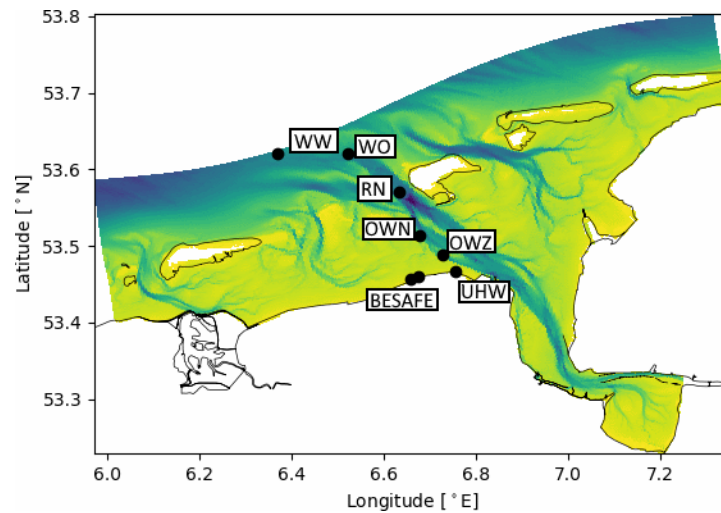 53.8
53.7
53.6
53.5
53.4
53.3
Latitude [°N]
WW
WO
RN
OWN
OWZ
BESAFE
UHW
6.0
6.2
6.4
6.6
6.8
7.0
7.2
Longitude [°E]